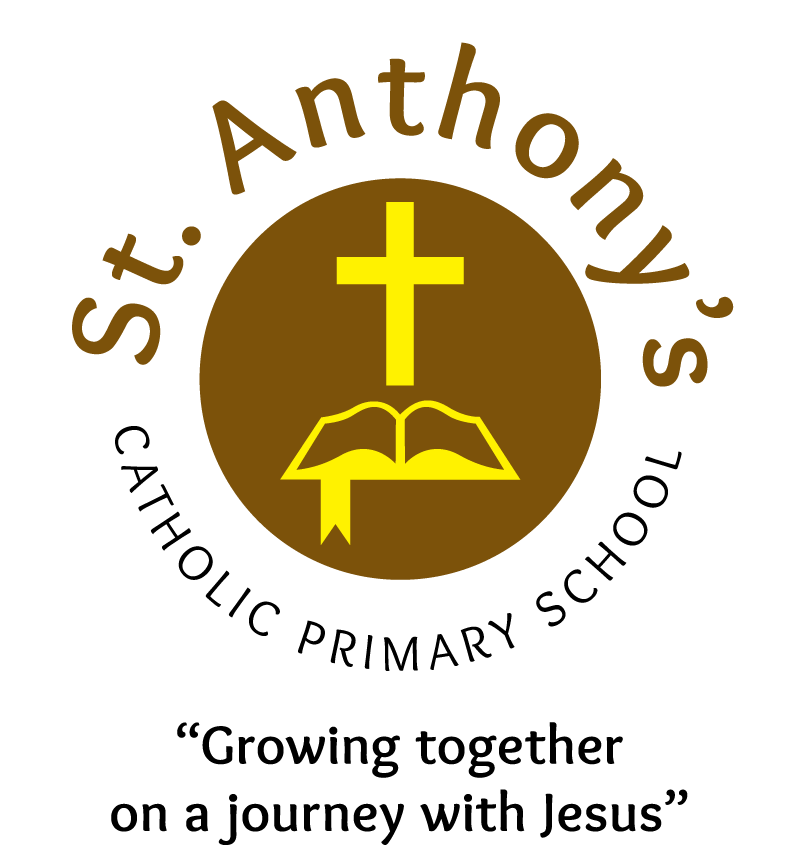 St. Anthony’s
CATHOLIC PRIMARY SCHOOL
“Growing together
on a journey with Jesus”